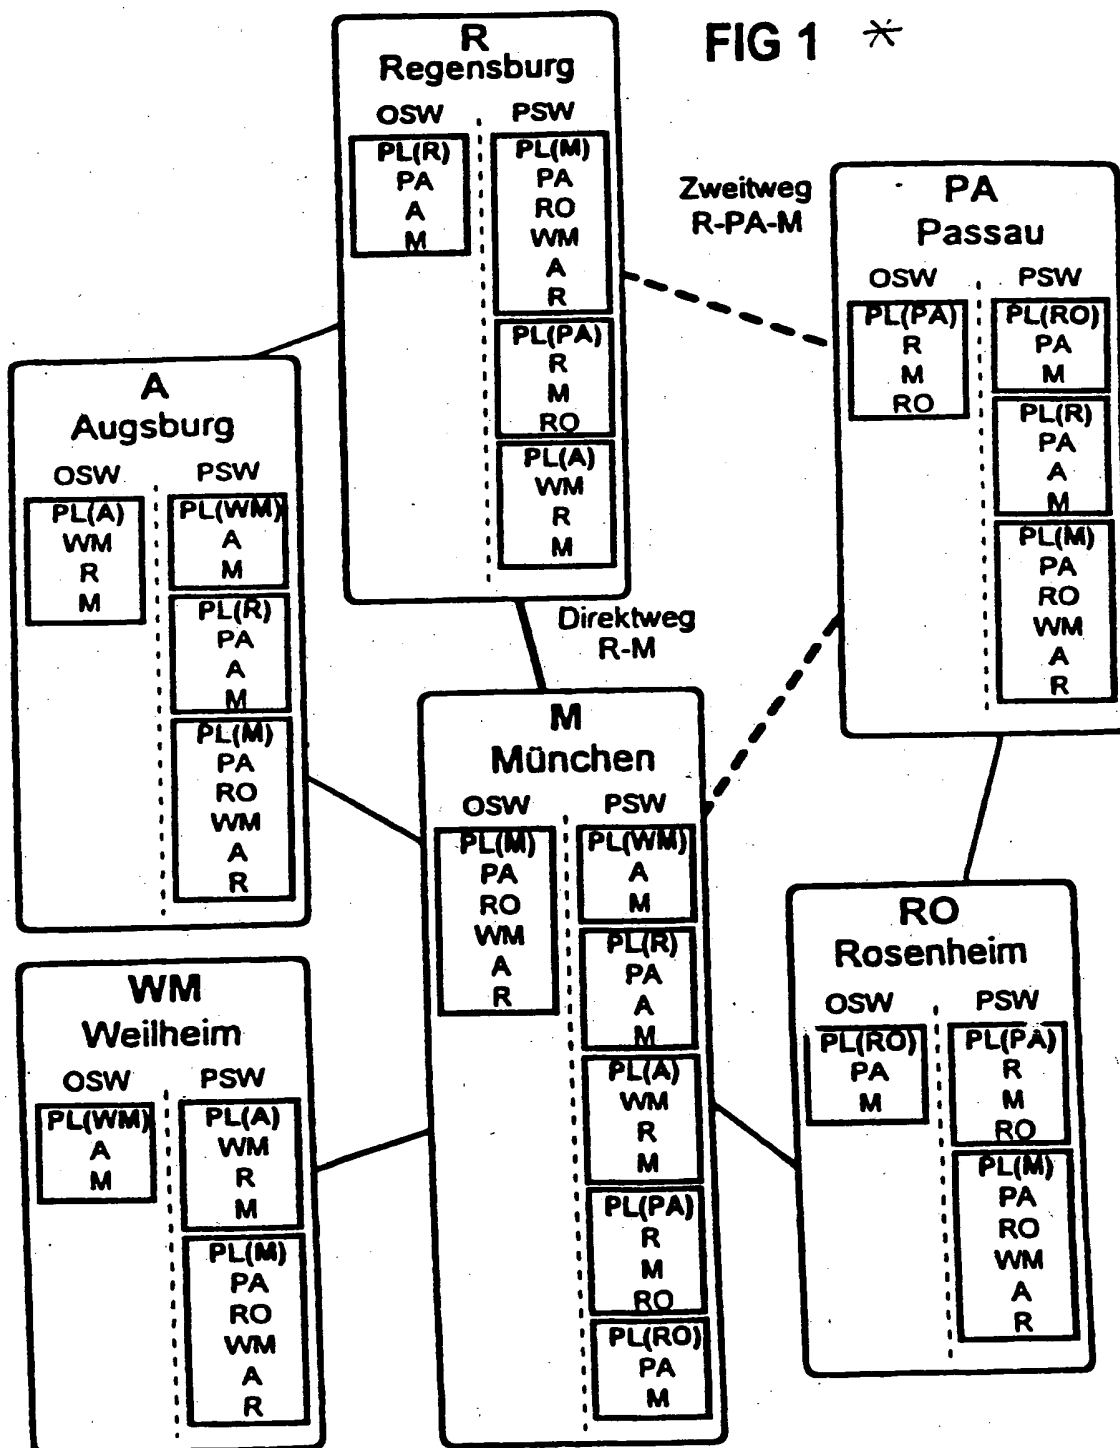 FIG 1 *
R
Regensburg
OSW
PSW
PL(R)
PA
A
M
PL(M)
PA
RO
WM
A
R
PL(PA)
R
M
RO
PL(A)
WM
R
M
Zweitweg
R-PA-M
PA
Passau
OSW
PSW
PL(PA)
R
M
RO
PL(RO)
PA
M
PL(R)
PA
A
M
PL(M)
PA
RO
WM
A
R
A
Augsburg
OSW
PSW
PL(A)
WM
R
M
PL(WM)
A
M
PL(R)
PA
A
M
PL(M)
PA
RO
WM
A
R
Direktweg
R-M
M
München
OSW
PSW
PL(M)
PA
RO
WM
A
R
PL(WM)
A
M
PL(R)
PA
A
M
PL(A)
WM
R
M
PL(PA)
R
M
RO
PL(RO)
PA
M
RO
Rosenheim
OSW
PSW
PL(RO)
PA
M
PL(PA)
R
M
RO
PL(M)
PA
RO
WM
A
R
WM
Weilheim
OSW
PSW
PL(WM)
A
M
PL(A)
WM
R
M
PL(M)
PA
RO
WM
A
R